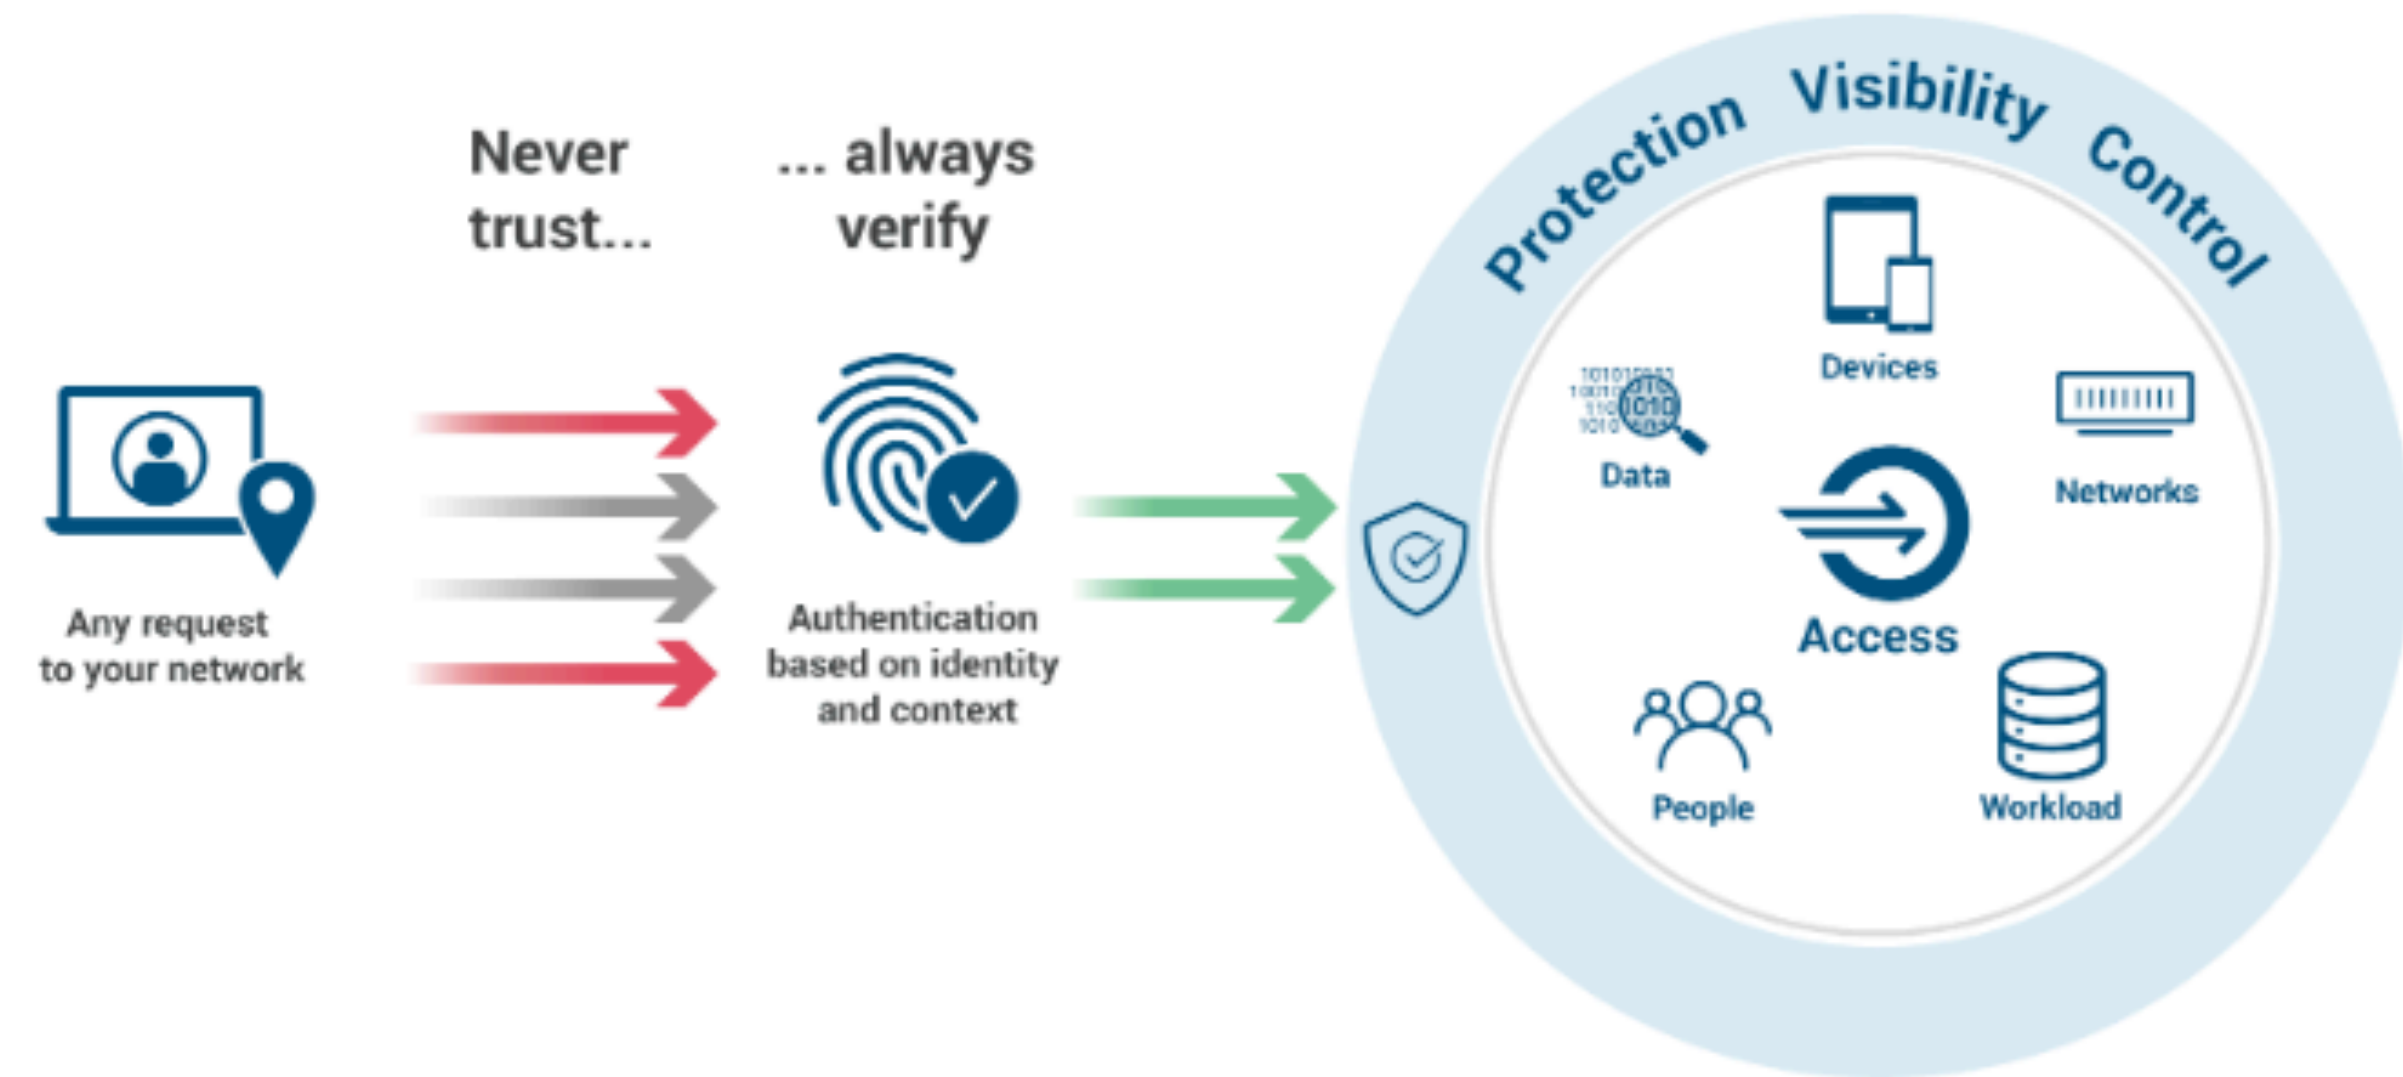 Never
trust...
... always
verify
Any request
to your network
Authentication
based on identity
and context
Protection Visibility Control
Devices
Data
Networks
Access
People
Workload